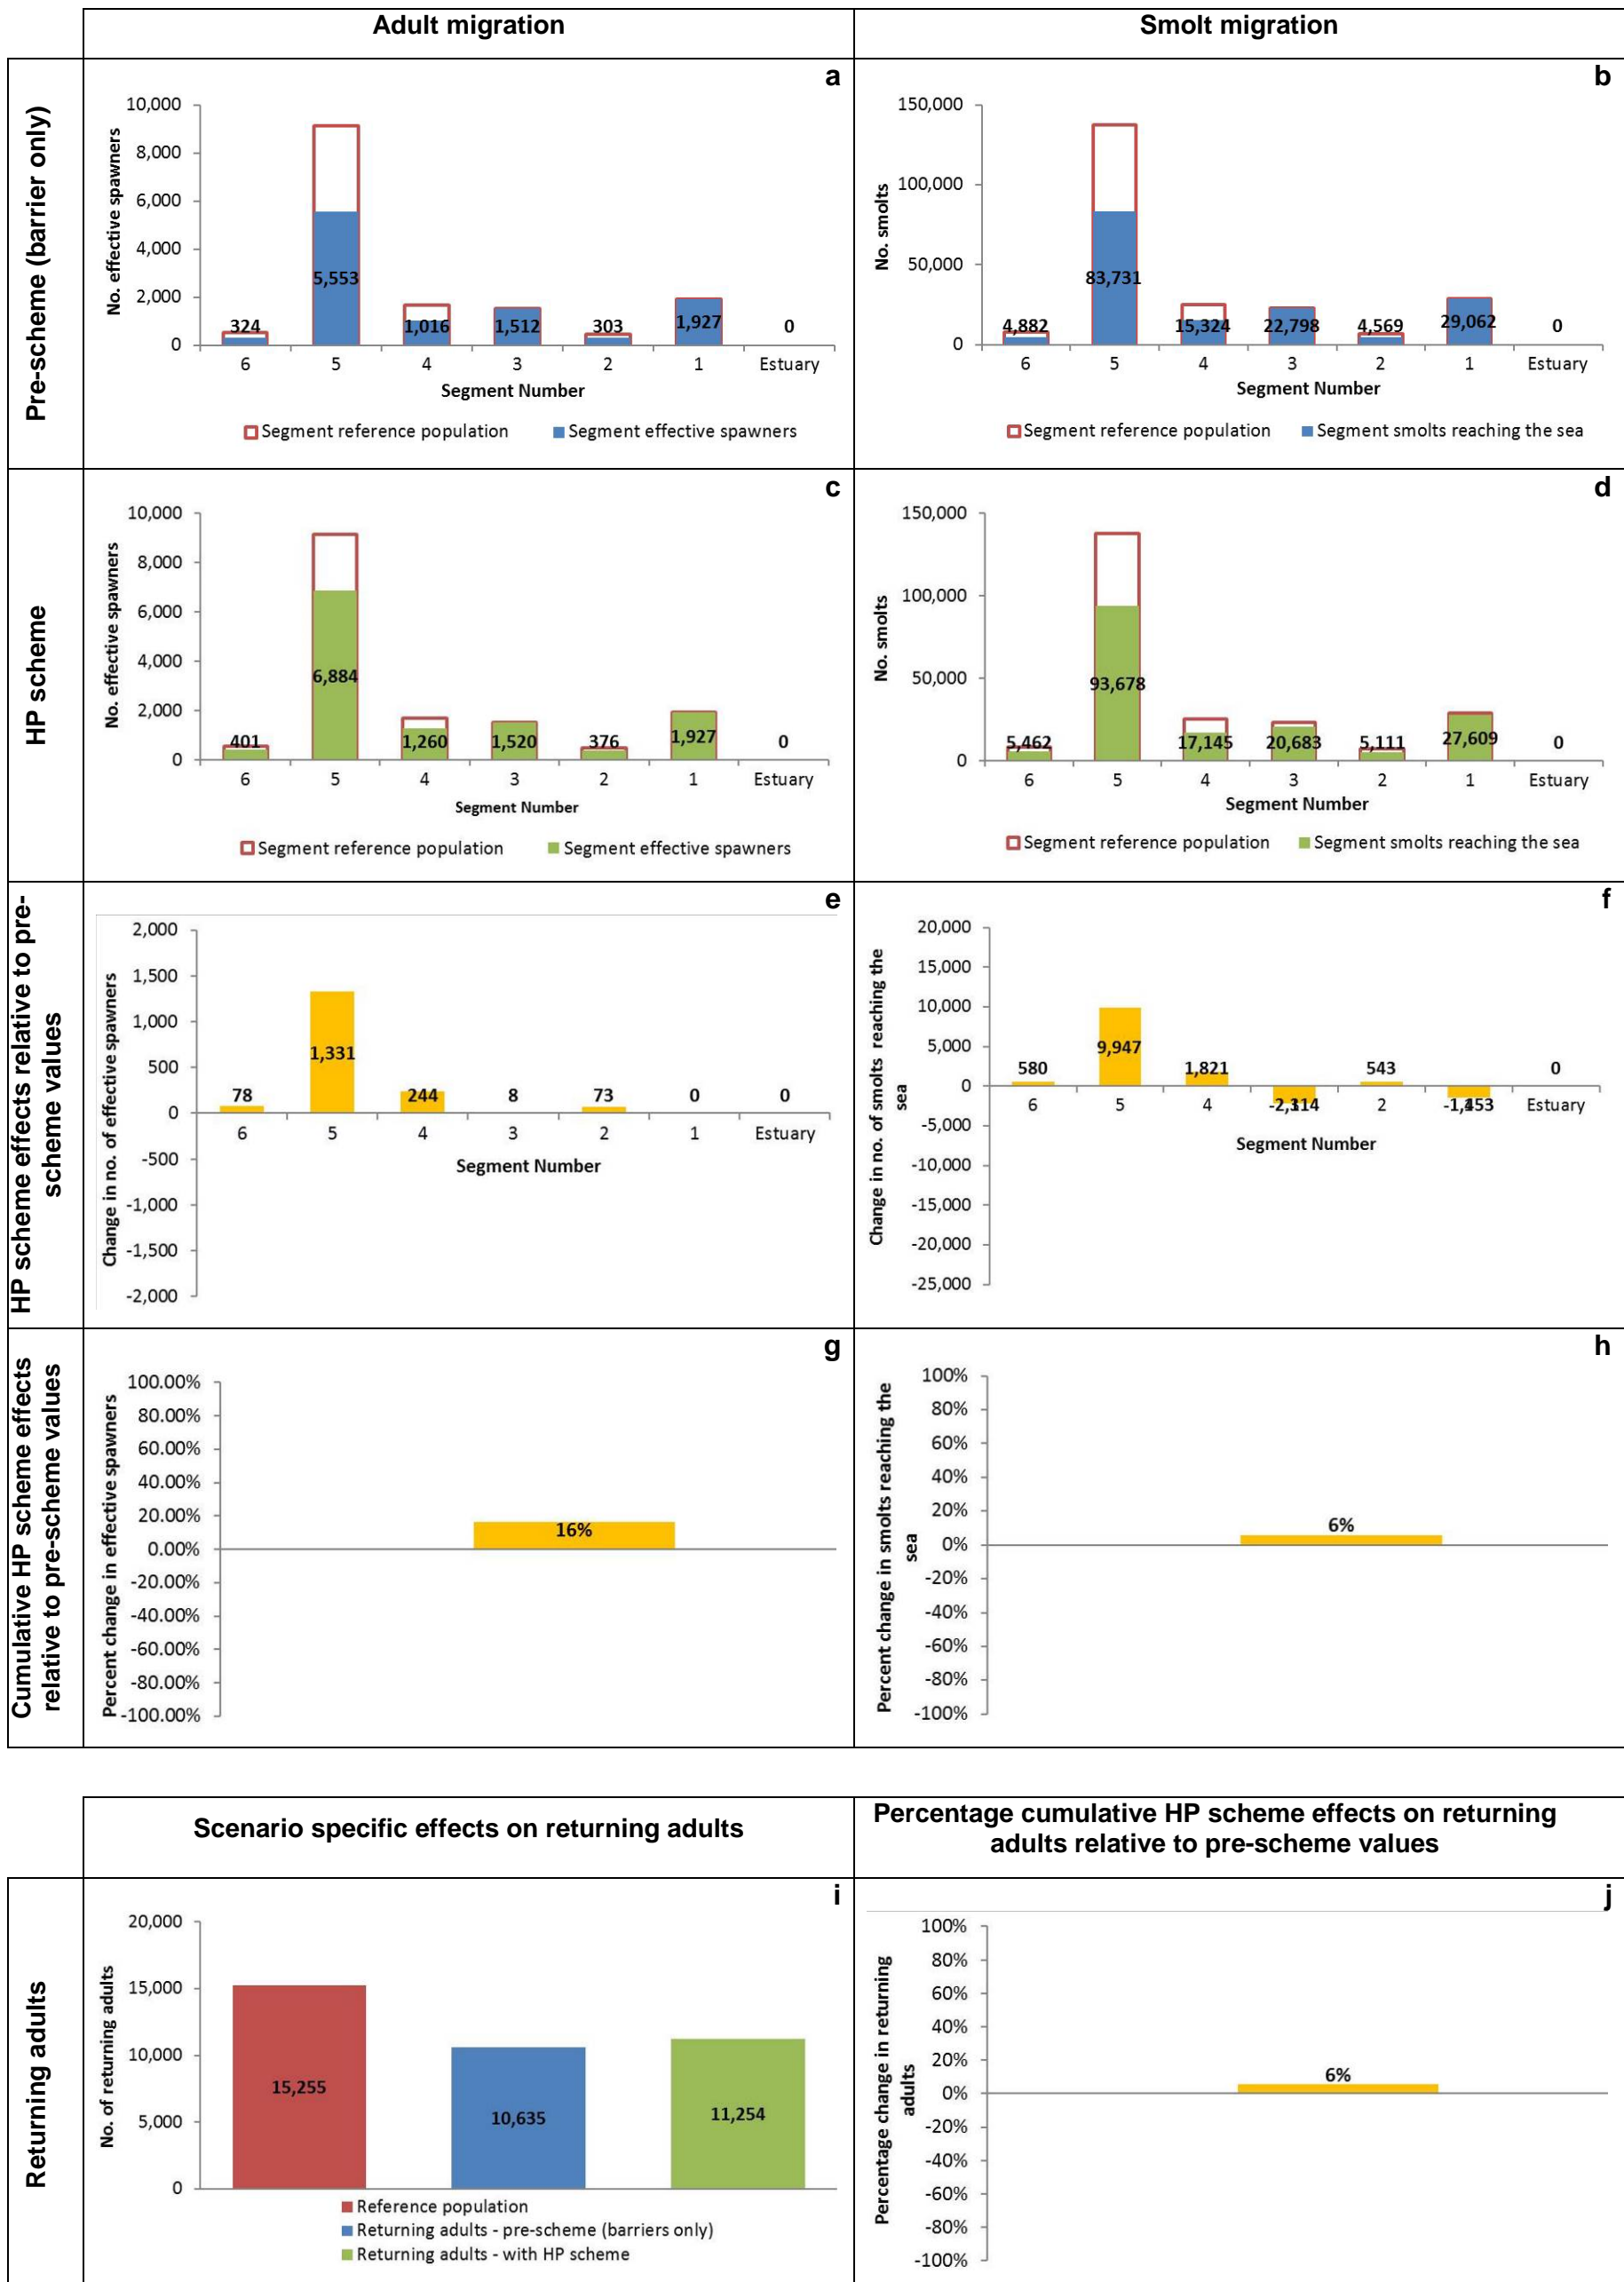 Adult migration
Smolt migration
Pre-scheme (barrier only)
a
No. effective spawners
10,000
8,000
6,000
4,000
2,000
0
324
5,553
1,016
1,512
303
1,927
0
6 5 4 3 2 1 Estuary
Segment Number
Segment reference population Segment effective spawners
b
No. smolts
150,000
100,000
50,000
0
4,882
83,731
15,324
22,798
4,569
29,062
0
6 5 4 3 2 1 Estuary
Segment Number
Segment reference population Segment smolts reaching the sea
HP scheme
c
No. effective spawners
10,000
8,000
6,000
4,000
2,000
0
401
6,884
1,260
1,520
376
1,927
0
6 5 4 3 2 1 Estuary
Segment Number
Segment reference population Segment effective spawners
d
No. smolts
150,000
100,000
50,000
0
5,462
93,678
17,145
20,683
5,111
27,609
0
6 5 4 3 2 1 Estuary
Segment Number
Segment reference population Segment smolts reaching the sea
HP scheme effects relative to pre-
scheme values
e
Change in no. of effective spawners
2,000
1,500
1,000
500
0
-500
-1,000
-1,500
-2,000
78
1,331
244
8
73
0
0
6 5 4 3 2 1 Estuary
Segment Number
f
Change in no. of smolts reaching the
sea
20,000
15,000
10,000
5,000
0
-5,000
-10,000
-15,000
-20,000
-25,000
580
9,947
1,821
-2,114
543
-1,453
0
6 5 4 3 2 1 Estuary
Segment Number
Cumulative HP scheme effects
relative to pre-scheme values
g
Percent change in effective spawners
100.00%
80.00%
60.00%
40.00%
20.00%
0.00%
-20.00%
-40.00%
-60.00%
-80.00%
-100.00%
16%
h
Percent change in smolts reaching the
sea
100%
80%
60%
40%
20%
0%
-20%
-40%
-60%
-80%
-100%
6%
Scenario specific effects on returning adults
Percentage cumulative HP scheme effects on returning
adults relative to pre-scheme values
Returning adults
i
No. of returning adults
20,000
15,000
10,000
5,000
0
15,255
10,635
11,254
Reference population
Returning adults - pre-scheme (barriers only)
Returning adults - with HP scheme
j
Percentage change in returning
adults
100%
80%
60%
40%
20%
0%
-20%
-40%
-60%
-80%
-100%
6%